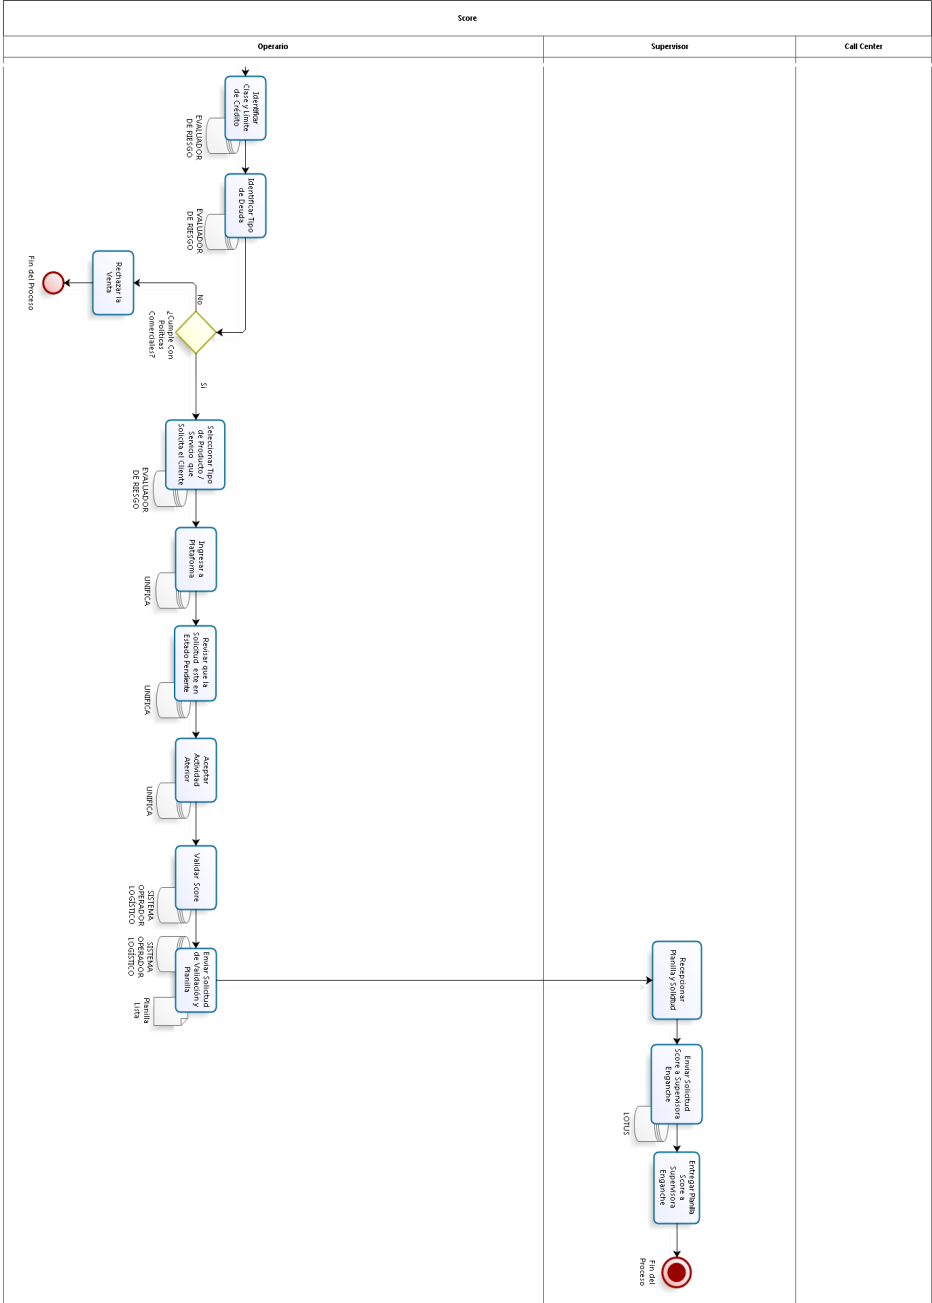 Score
Operario
Supervisor
Call Center
Identificar
Clase y Límite
de Crédito
EVALUADOR
DE RIESGO
Identificar Tipo
de Deuda
EVALUADOR
DE RIESGO
Rechazar la
Venta
Fin del Proceso
No
¿Cumple Con
Políticas
Comerciales?
Sí
Seleccionar Tipo
de Producto /
Servicio que
Solicita el Cliente
EVALUADOR
DE RIESGO
Ingresar a
Plataforma
UNIFICA
Revisar que la
Solicitud este en
Estado Pendiente
UNIFICA
Aceptar
Actividad
Aterior
UNIFICA
Validar Score
SISTEMA
OPERADOR
LOGÍSTICO
Enviar Solicitud
de Validación y
Planilla
SISTEMA
OPERADOR
LOGÍSTICO
Planilla
Lista
Recepcionar
Planilla y Solicitud
Enviar Solicitud
Score a Supervisora
Enganche
LOTUS
Entregar Planilla
Score a
Supervisora
Enganche
Fin del
Proceso